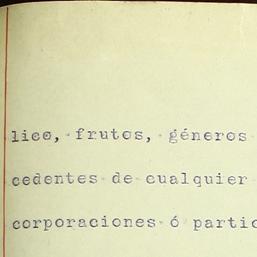 lico, frutos, géneros
cedentes de cualquier
corporaciones ó partic